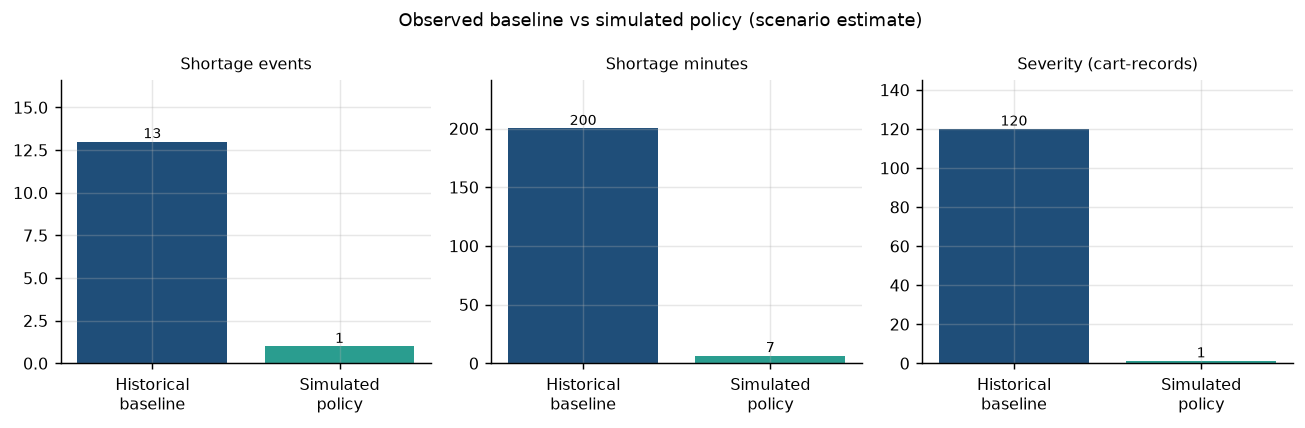 Observed baseline vs simulated policy (scenario estimate)
Shortage events
15.0
12.5
10.0
7.5
5.0
2.5
0.0
13
1
Historical
baseline
Simulated
policy
Shortage minutes
200
150
100
50
0
200
7
Historical
baseline
Simulated
policy
Severity (cart-records)
140
120
100
80
60
40
20
0
120
1
Historical
baseline
Simulated
policy